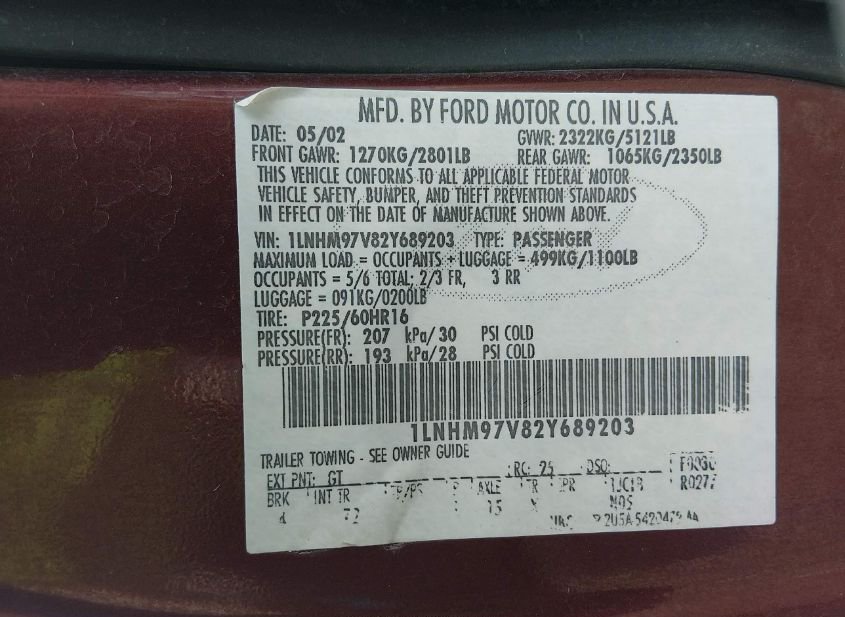 MFD. BY FORD MOTOR CO. IN U.S.A.
DATE: 05/02 GVWR: 2322KG/5121LB
FRONT GAWR: 1270KG/2801LB REAR GAWR: 1065KG/2350LB
THIS VEHICLE CONFORMS TO ALL APPLICABLE FEDERAL MOTOR
VEHICLE SAFETY, BUMPER, AND THEFT PREVENTION STANDARDS
IN EFFECT ON THE DATE OF MANUFACTURE SHOWN ABOVE.
VIN: 1LNHM97V82Y689203 TYPE: PASSENGER
MAXIMUM LOAD = OCCUPANTS + LUGGAGE = 499KG/1100LB
OCCUPANTS = 5/6 TOTAL: 2/3 FR, 3 RR
LUGGAGE = 091KG/0200LB
TIRE: P225/60HR16
PRESSURE(FR): 207 kPa/30 PSI COLD
PRESSURE(RR): 193 kPa/28 PSI COLD
1LNHM97V82Y689203
TRAILER TOWING - SEE OWNER GUIDE
EXT PNT: GT RC: 25 DSO:
BRK INT TR AXLE
4 72 15